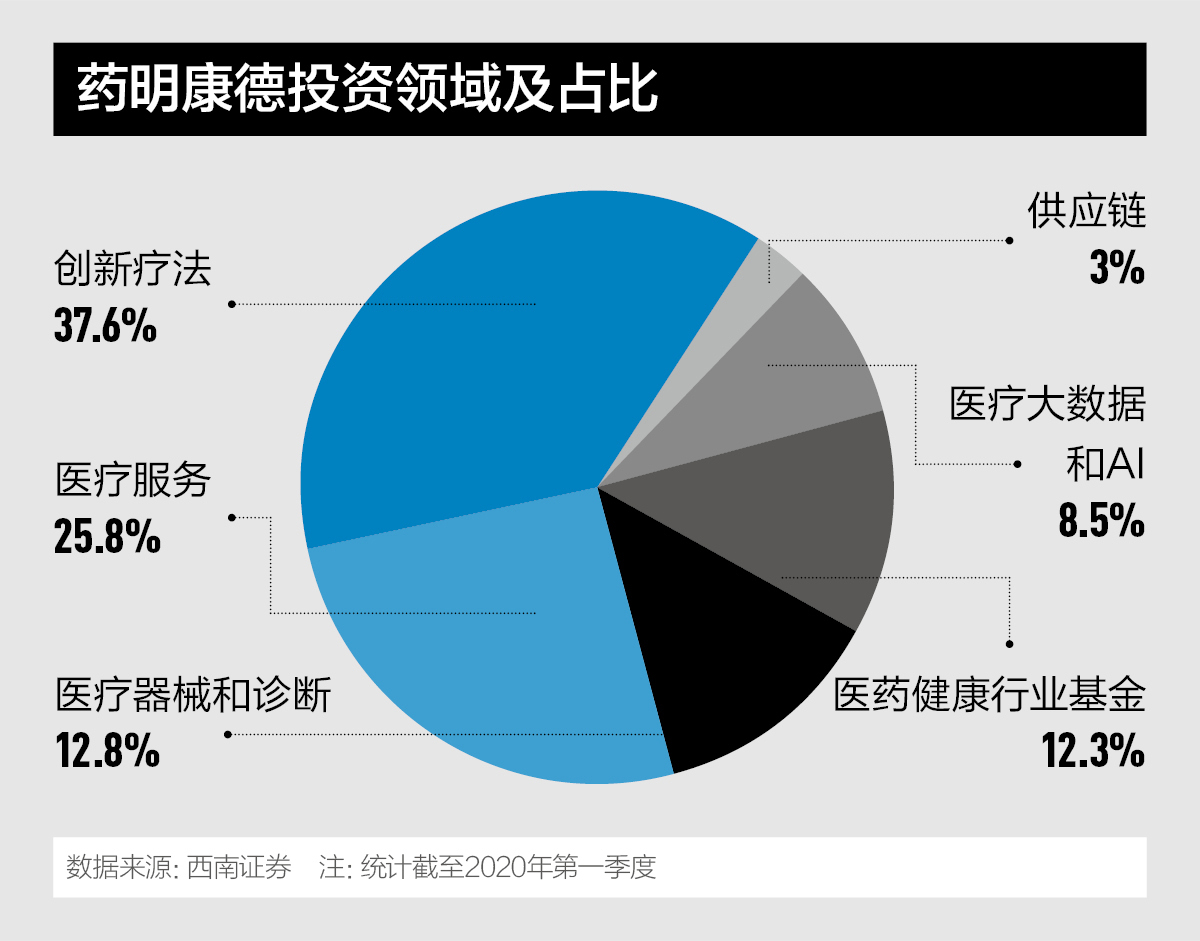 药明康德投资领域及占比
创新疗法
37.6%
医疗服务
25.8%
医疗器械和诊断
12.8%
供应链
3%
医疗大数据
和AI
8.5%
医药健康行业基金
12.3%
数据来源: 西南证券 注: 统计截至2020年第一季度